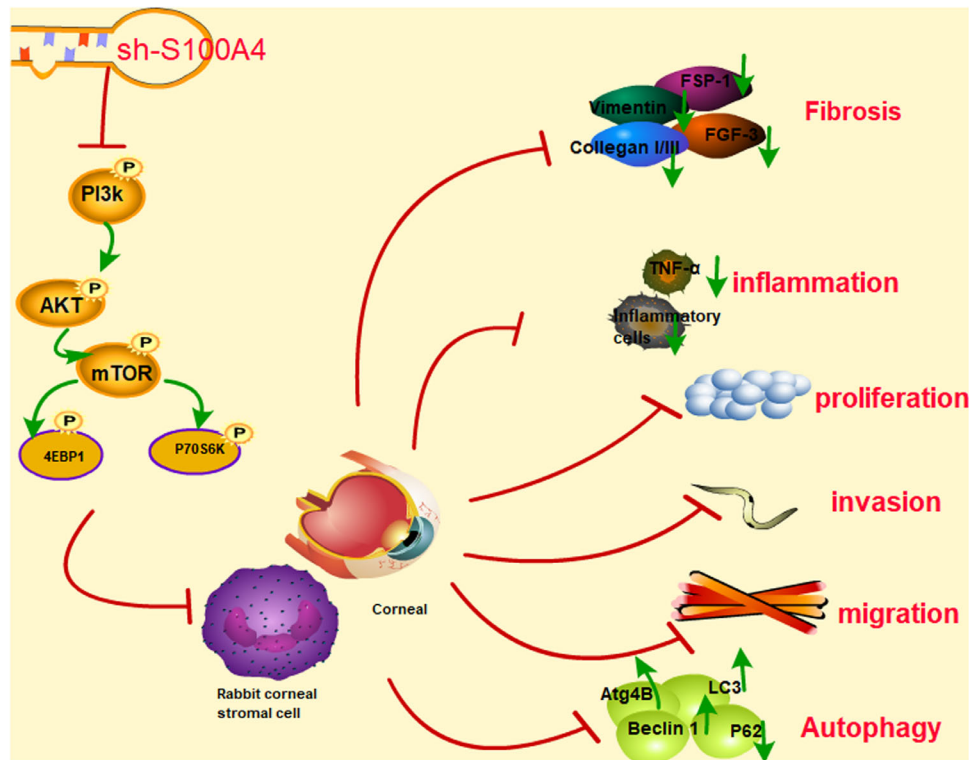 sh-S100A4
P
PI3k
P
AKT
P
mTOR
P
4EBP1
P
P70S6K
FSP-1
Vimentin
FGF-3
Collegan I/III
Fibrosis
TNF-α
inflammation
Inflammatory
cells
proliferation
invasion
Corneal
migration
Rabbit corneal
stromal cell
Atg4B
LC3
Beclin 1
P62
Autophagy